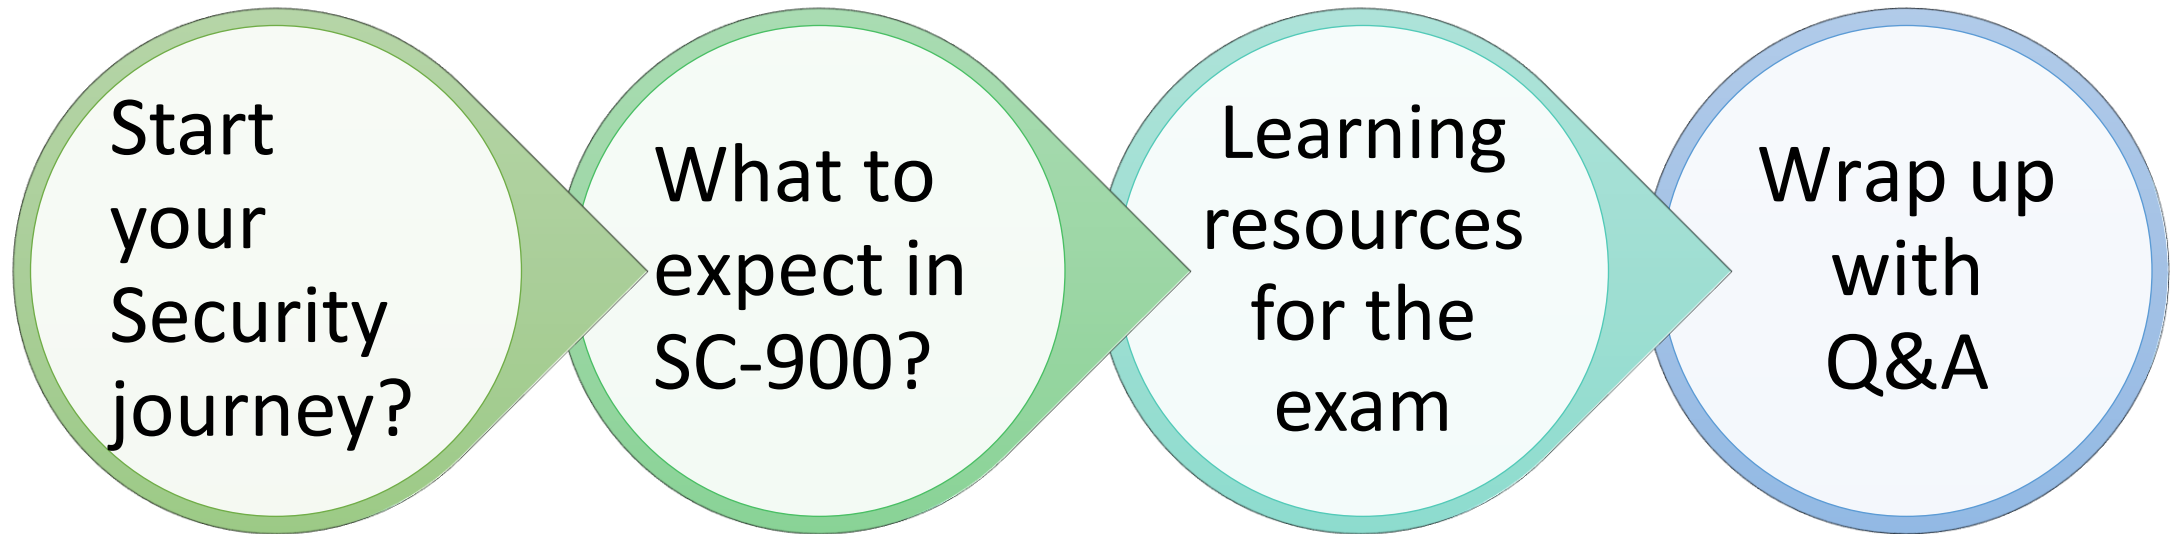 Start
your
Security
journey?
What to
expect in
SC-900?
Learning
resources
for the
exam
Wrap up
with
Q&A